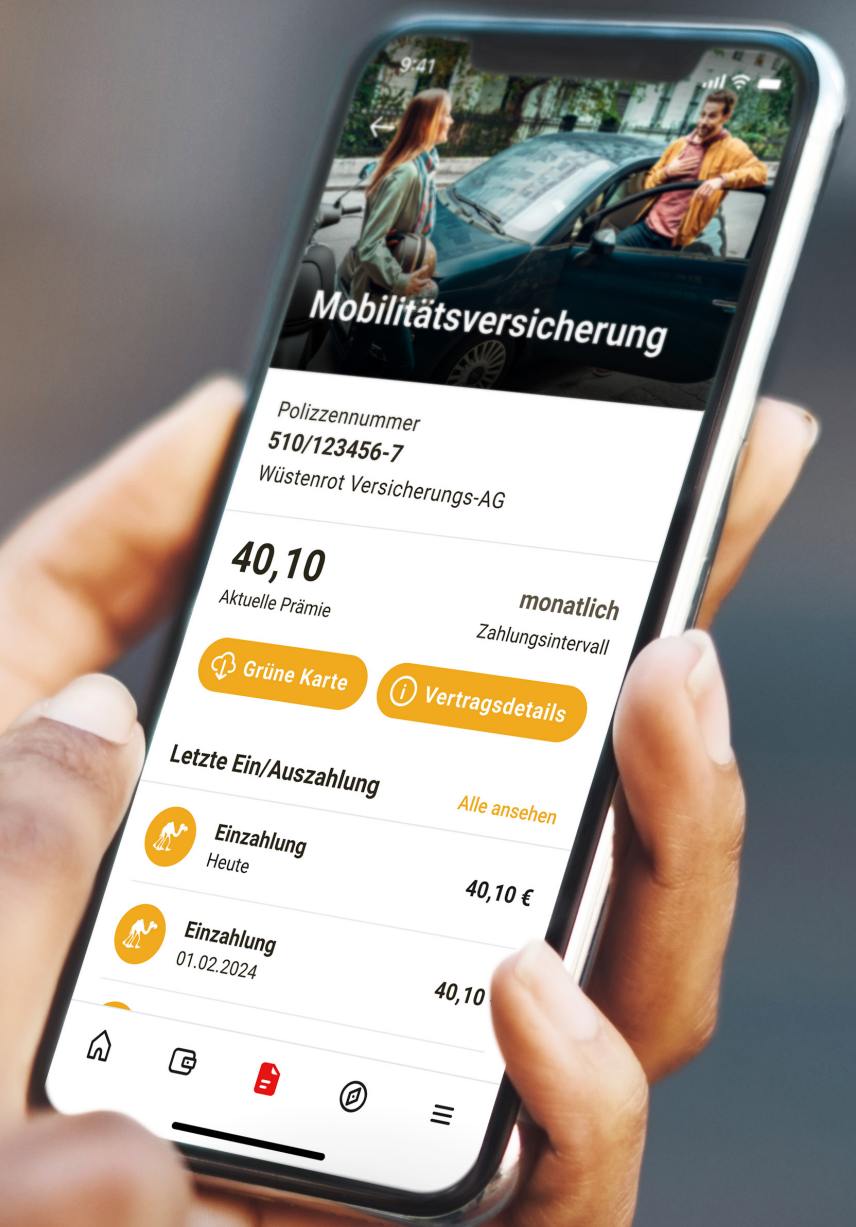 9:41
Mobilitätsversicherung
Polizzennummer
510/123456-7
Wüstenrot Versicherungs-AG
40,10
Aktuelle Prämie
monatlich
Zahlungsintervall
Grüne Karte
Vertragsdetails
Letzte Ein/Auszahlung
Alle ansehen
Einzahlung
Heute
40,10 €
Einzahlung
01.02.2024
40,10